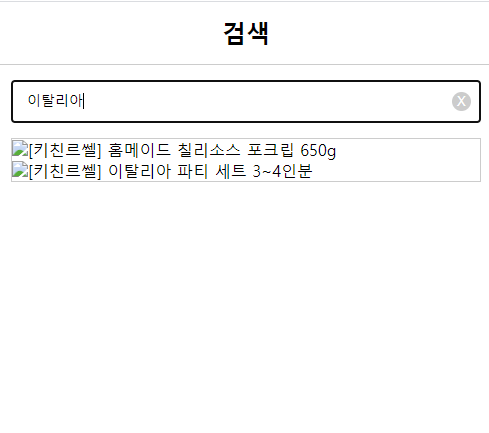 검색
이탈리아
x
[키친르쎌] 홈메이드 칠리소스 포크립 650g
[키친르쎌] 이탈리아 파티 세트 3~4인분